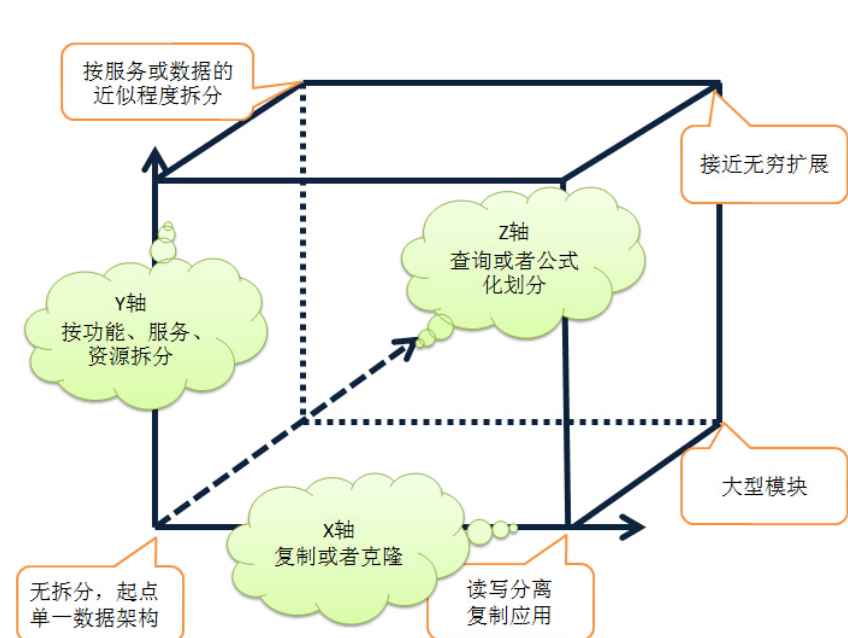 按服务或数据的
近似程度拆分
接近无穷扩展
Z轴
查询或者公式
化划分
Y轴
按功能、服务、
资源拆分
大型模块
X轴
复制或者克隆
无拆分，起点
单一数据架构
读写分离
复制应用